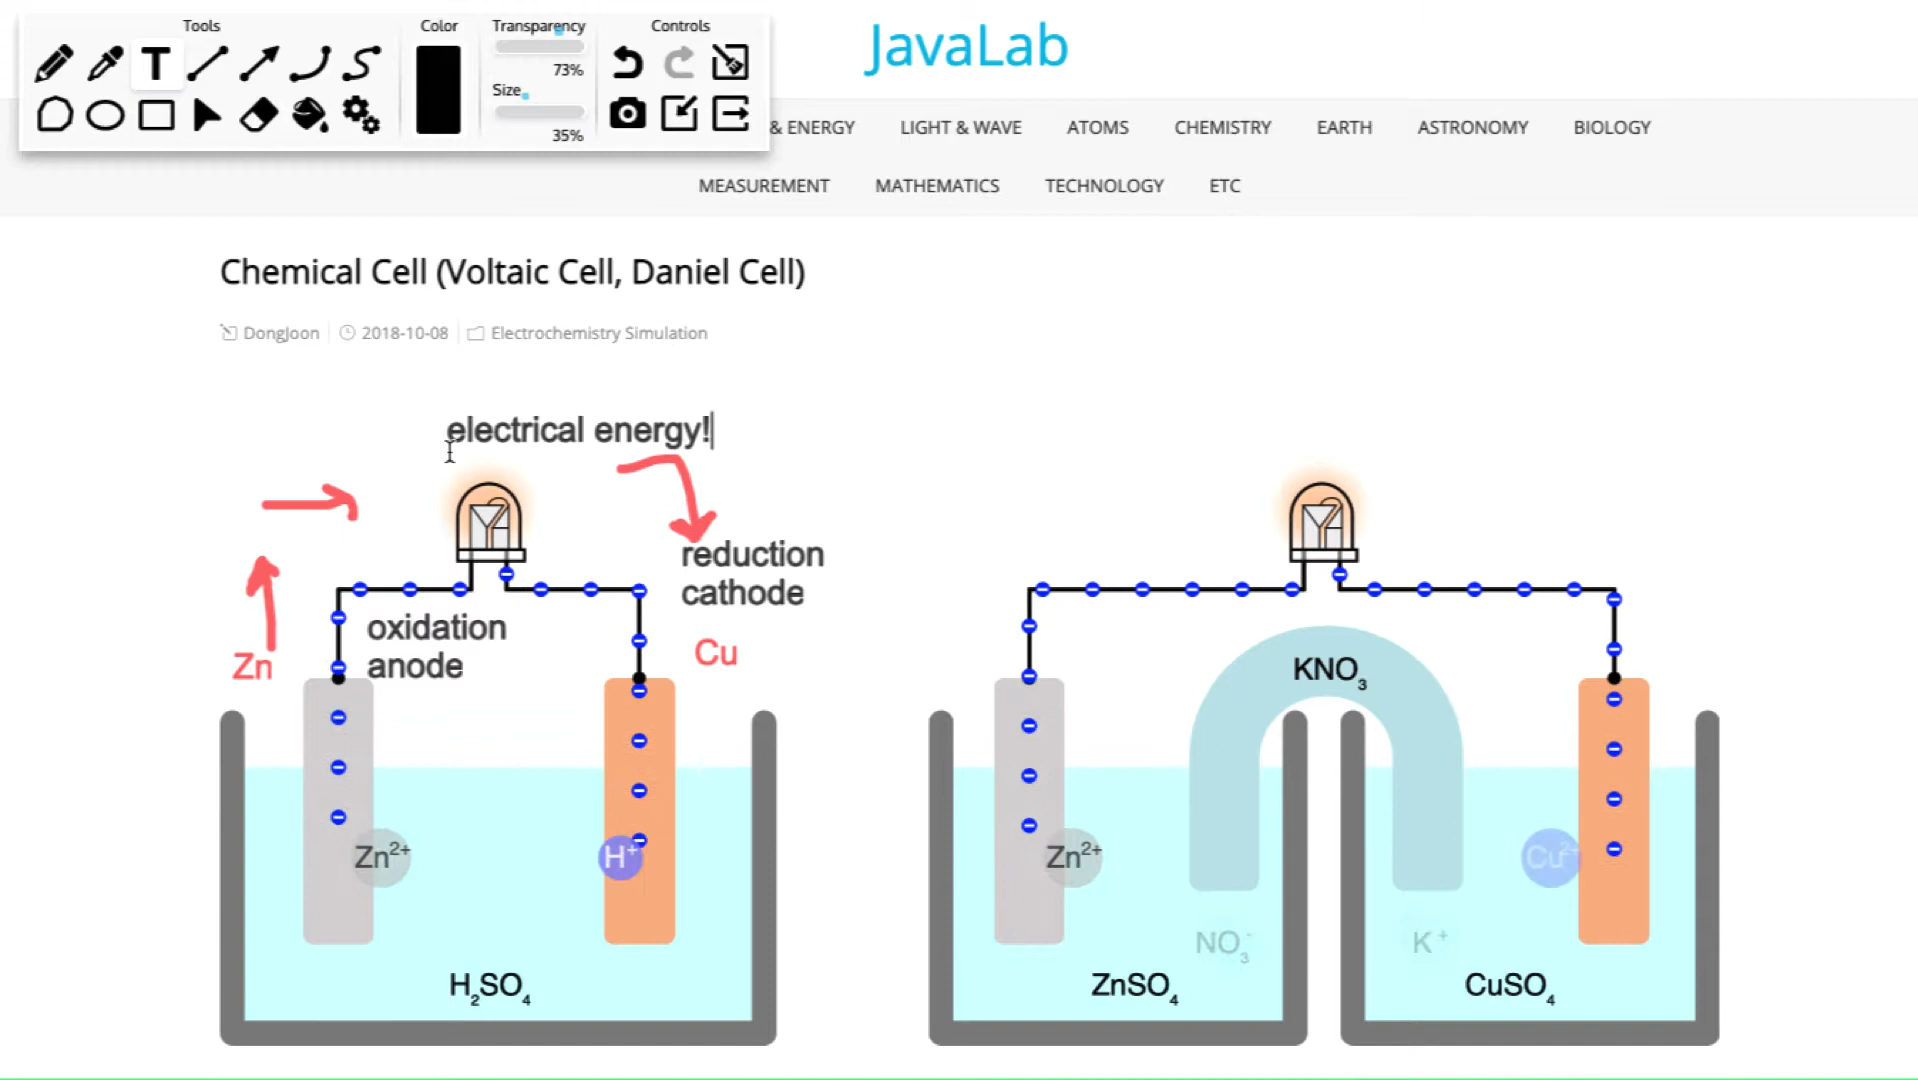 Tools
Color
Transparency
Controls
T
73%
Size
35%
JavaLab
& ENERGY
LIGHT & WAVE
ATOMS
CHEMISTRY
EARTH
ASTRONOMY
BIOLOGY
MEASUREMENT
MATHEMATICS
TECHNOLOGY
ETC
Chemical Cell (Voltaic Cell, Daniel Cell)
DongJoon
2018-10-08
Electrochemistry Simulation
electrical energy!
reduction
cathode
oxidation
anode
Zn
Cu
Zn²⁺
H⁺
H₂SO₄
KNO₃
Zn²⁺
Cu²⁺
NO₃⁻
K⁺
ZnSO₄
CuSO₄